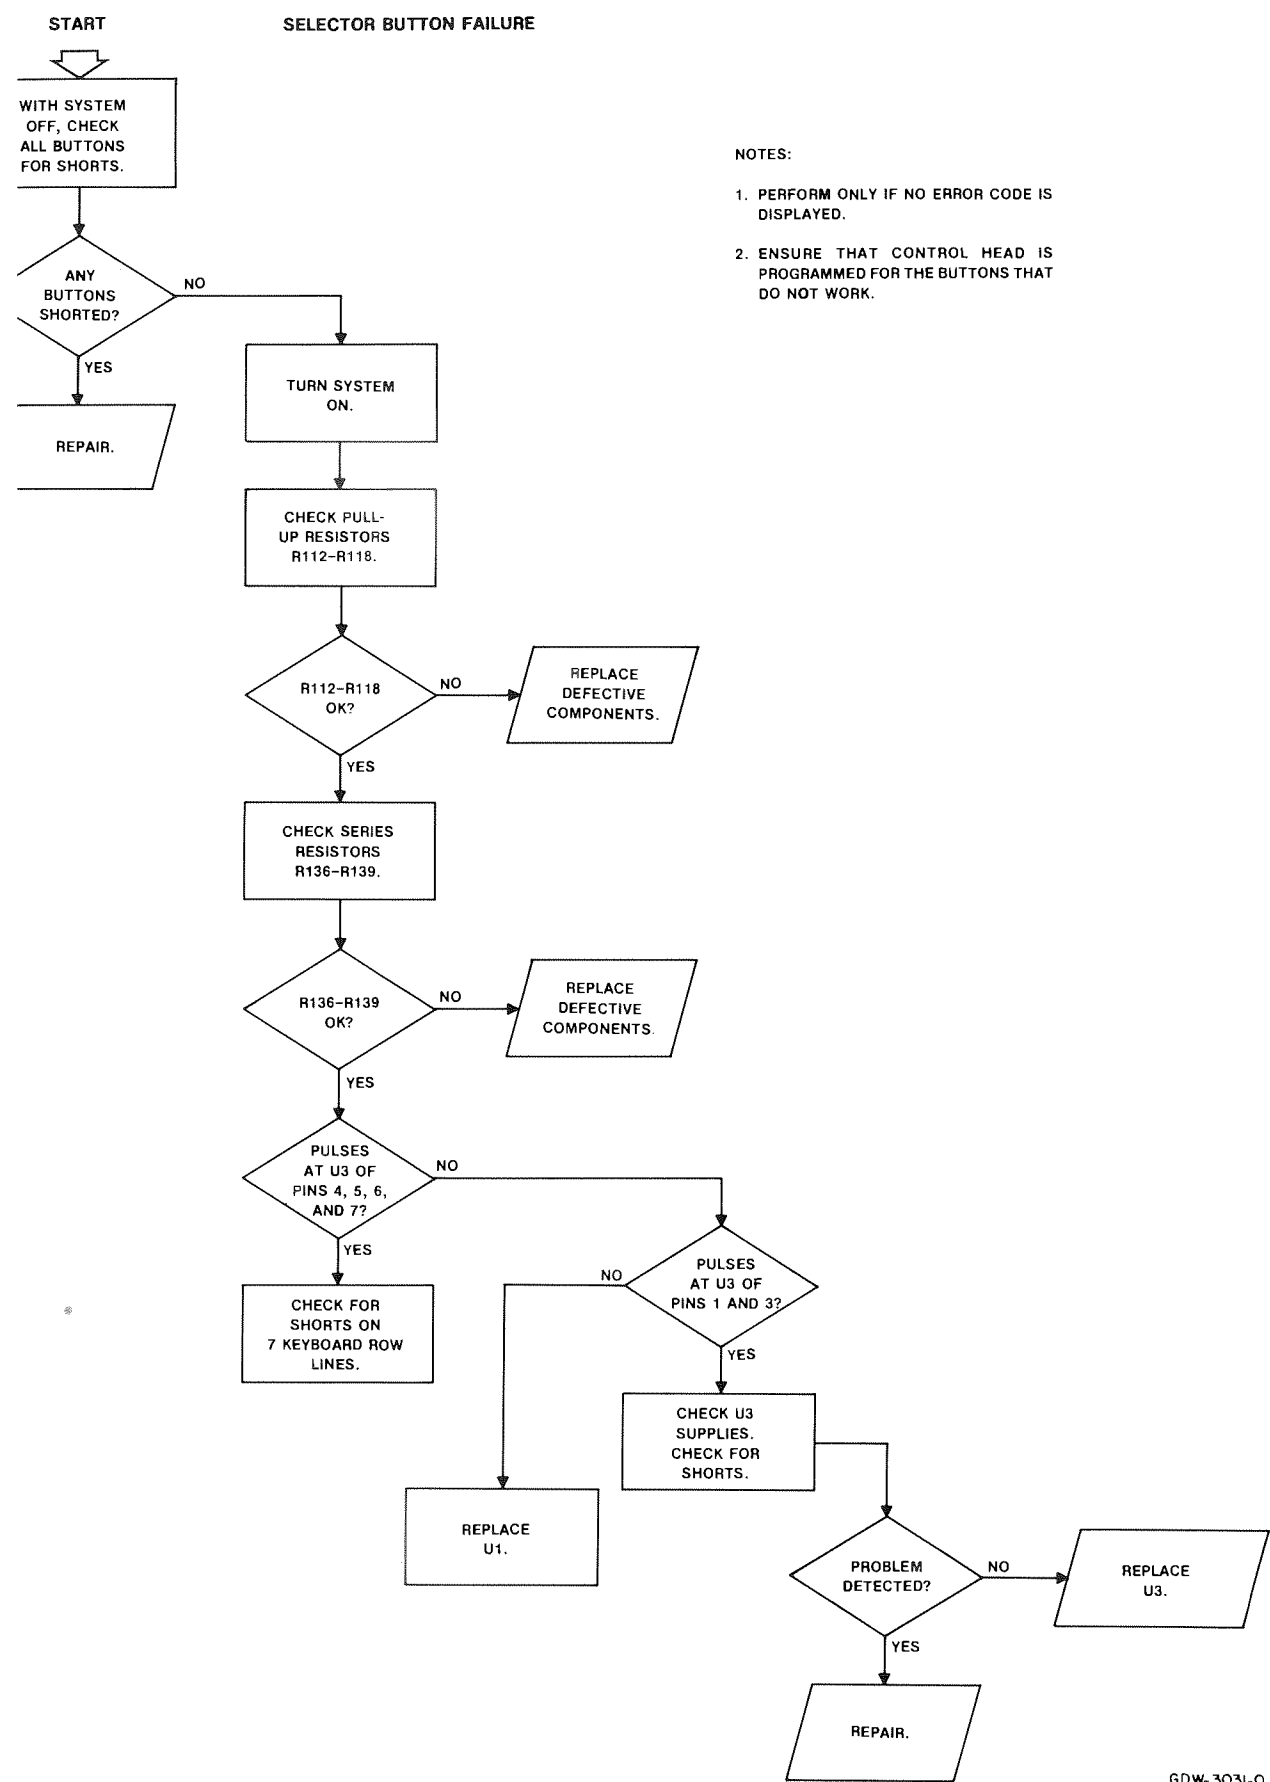 START
SELECTOR BUTTON FAILURE
WITH SYSTEM
OFF, CHECK
ALL BUTTONS
FOR SHORTS.
NOTES:
1. PERFORM ONLY IF NO ERROR CODE IS
DISPLAYED.
2. ENSURE THAT CONTROL HEAD IS
PROGRAMMED FOR THE BUTTONS THAT
DO NOT WORK.
ANY
BUTTONS
SHORTED?
NO
YES
REPAIR.
TURN SYSTEM
ON.
CHECK PULL-
UP RESISTORS
R112-R118.
R112-R118
OK?
NO
REPLACE
DEFECTIVE
COMPONENTS.
YES
CHECK SERIES
RESISTORS
R136-R139.
R136-R139
OK?
NO
REPLACE
DEFECTIVE
COMPONENTS.
YES
PULSES
AT U3 OF
PINS 4, 5, 6,
AND 7?
NO
YES
CHECK FOR
SHORTS ON
7 KEYBOARD ROW
LINES.
PULSES
AT U3 OF
PINS 1 AND 3?
NO
YES
REPLACE
U1.
CHECK U3
SUPPLIES.
CHECK FOR
SHORTS.
PROBLEM
DETECTED?
NO
REPLACE
U3.
YES
REPAIR.
GDW-3031-0